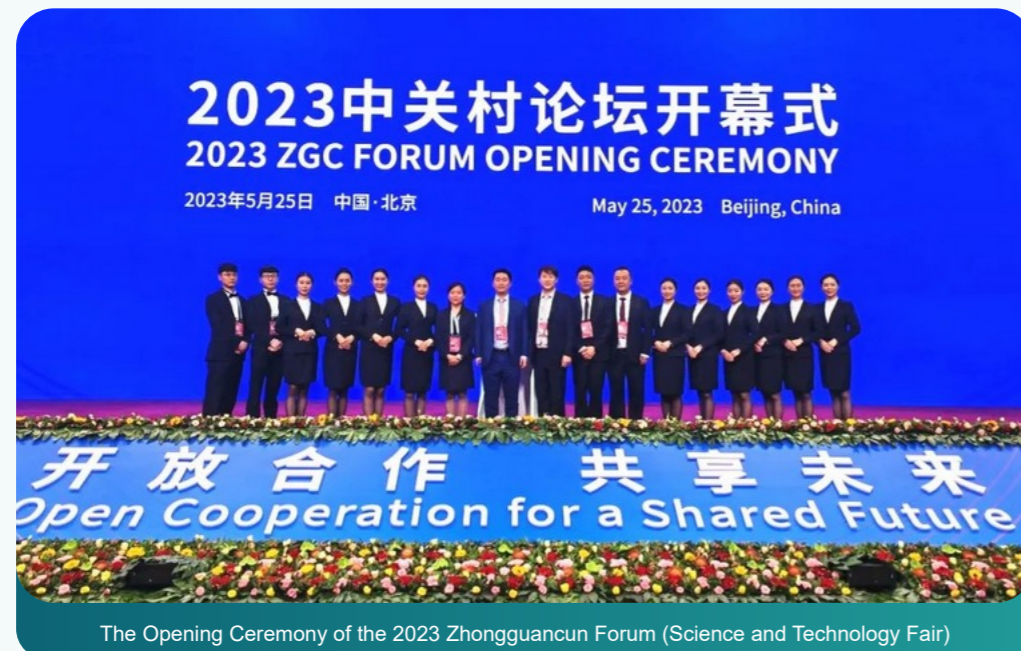 2023中关村论坛开幕式
2023 ZGC FORUM OPENING CEREMONY
2023年5月25日 中国·北京 May 25, 2023 Beijing, China
开放合作 共享未来
Open Cooperation for a Shared Future
The Opening Ceremony of the 2023 Zhongguancun Forum (Science and Technology Fair)